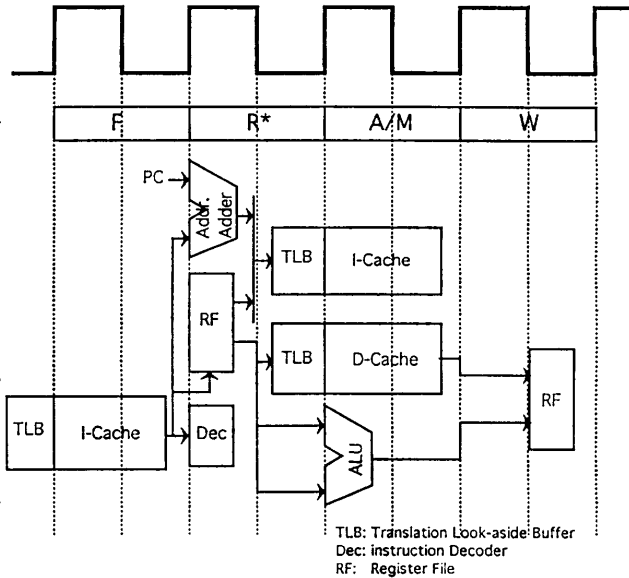 F R* A/M W
PC
Addr. Adder
TLB I-Cache
RF
TLB D-Cache
RF
TLB I-Cache
Dec
ALU
TLB: Translation Look-aside Buffer
Dec: instruction Decoder
RF: Register File